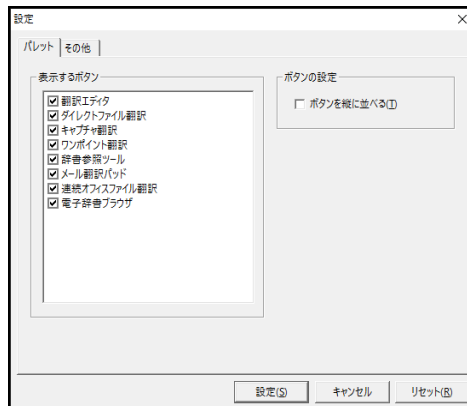 設定
パレット
その他
表示するボタン
翻訳エディタ
ダイレクトファイル翻訳
キャプチャ翻訳
ワンポイント翻訳
辞書参照ツール
メール翻訳パッド
連続オフィスファイル翻訳
電子辞書ブラウザ
ボタンの設定
ボタンを縦に並べる(T)
設定(S)
キャンセル
リセット(R)